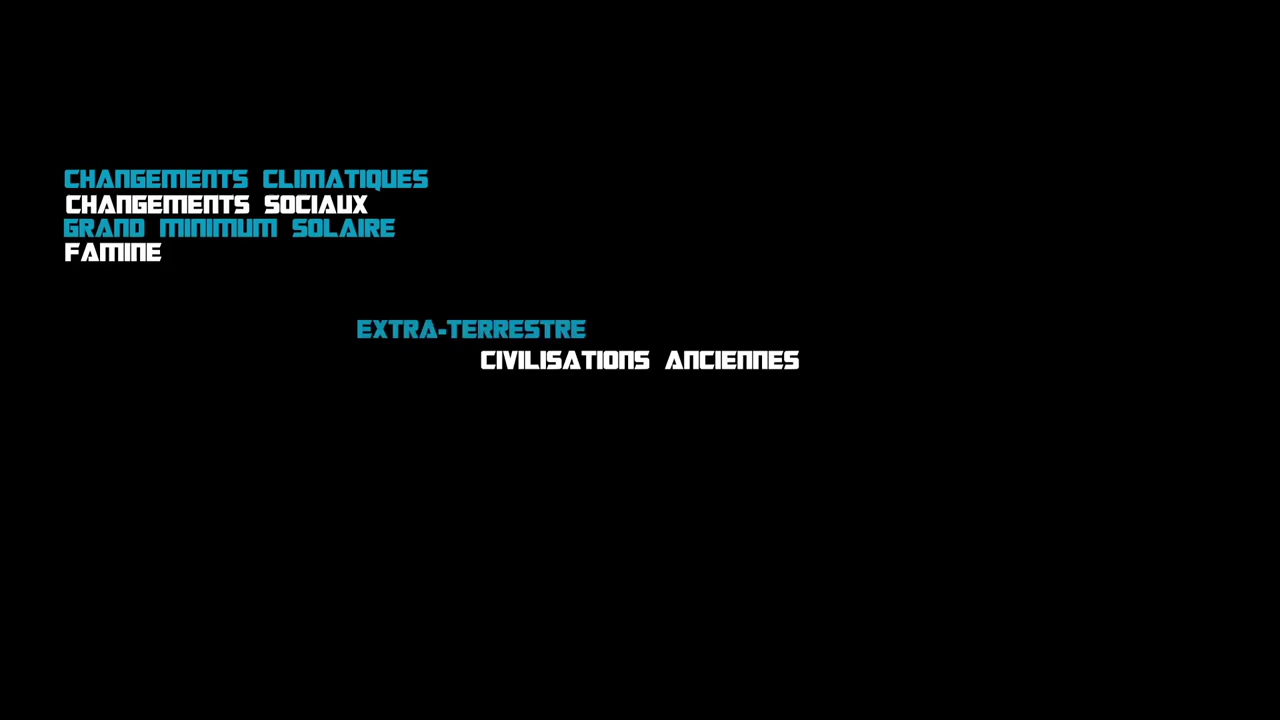 CHANGEMENTS CLIMATIQUES
CHANGEMENTS SOCIAUX
GRAND MINIMUM SOLAIRE
FAMINE
EXTRA-TERRESTRE
CIVILISATIONS ANCIENNES